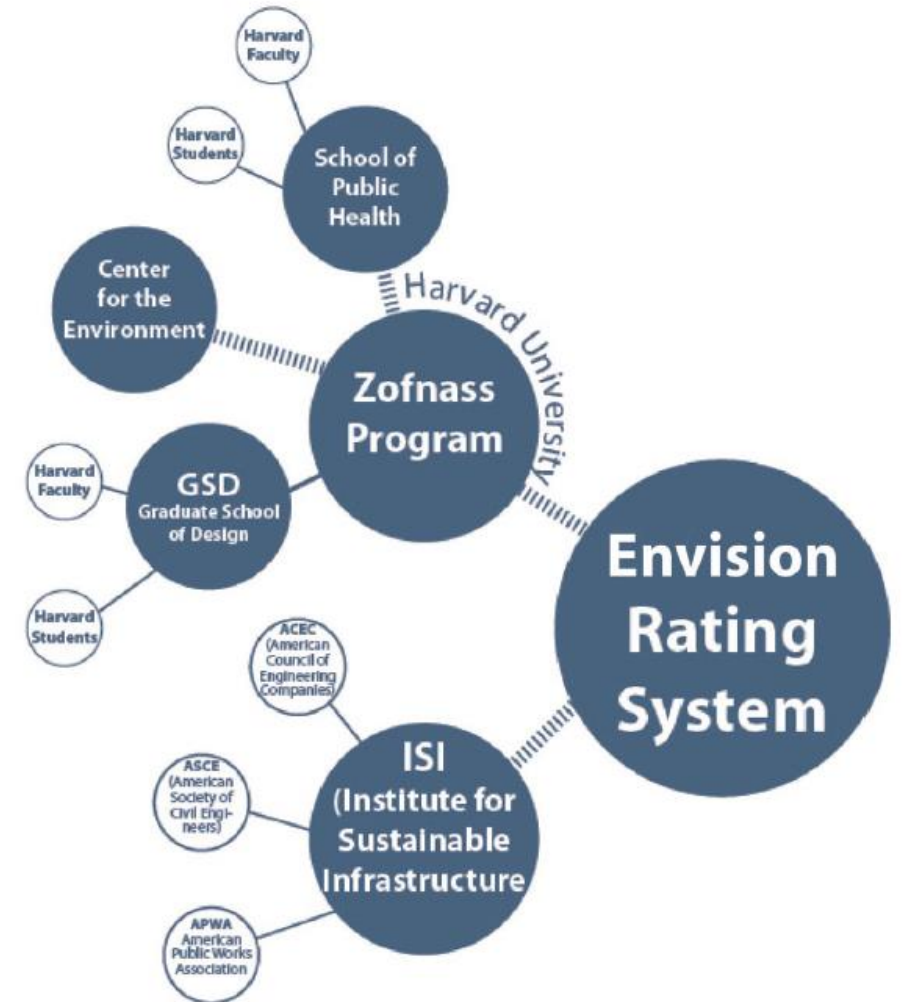 Harvard
Faculty
Harvard
Students
School of
Public
Health
Center
for the
Environment
Harvard University
Zofnass
Program
Harvard
Faculty
GSD
Graduate School
of Design
Harvard
Students
Envision
Rating
System
ACEC
(American
Council of
Engineering
Companies)
ISI
(Institute for
Sustainable
Infrastructure
ASCE
(American
Society of
Civil Engi-
neers)
APWA
American
Public Works
Association